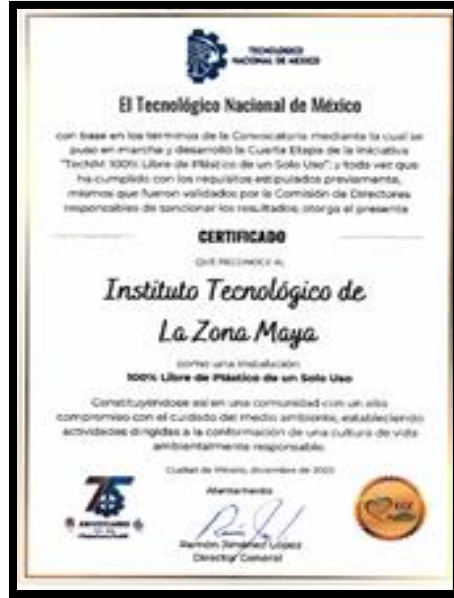 TECNOLÓGICO
NACIONAL DE MÉXICO
El Tecnológico Nacional de México
con base en los términos de la Convocatoria mediante la cual se
puso en marcha y desarrolló la Cuarta Etapa de la Iniciativa
"TecNM 100% Libre de Plástico de un Solo Uso"; y toda vez que
ha cumplido con los requisitos estipulados previamente,
mismos que fueron validados por la Comisión de Directores
responsables de sancionar los resultados, otorga el presente
CERTIFICADO
QUE RECONOCE AL
Instituto Tecnológico de
La Zona Maya
como una instalación
100% Libre de Plástico de un Solo Uso
Constituyéndose así en una comunidad con un alto
compromiso con el cuidado del medio ambiente, estableciendo
actividades dirigidas a la conformación de una cultura de vida
ambientalmente responsable.
Ciudad de México, diciembre de 2023
Atentamente
Ramón Jiménez López
Director General
75
ANIVERSARIO